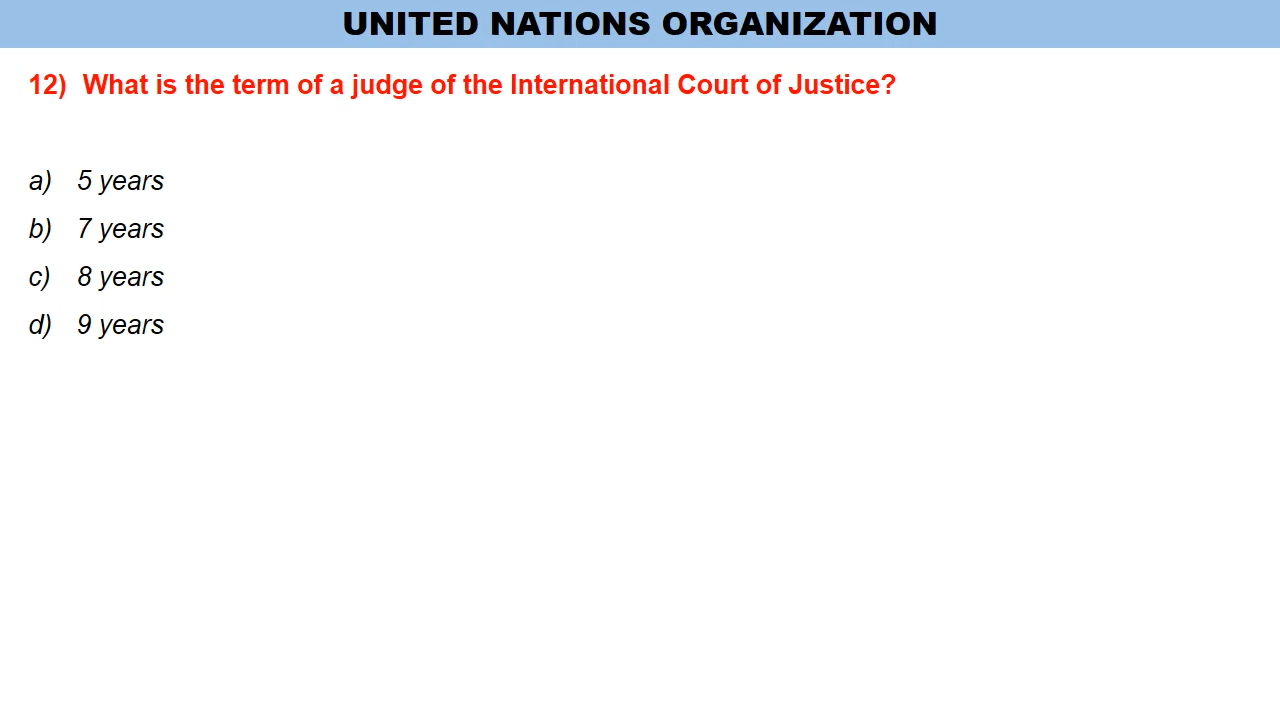 UNITED NATIONS ORGANIZATION
12) What is the term of a judge of the International Court of Justice?
a) 5 years
b) 7 years
c) 8 years
d) 9 years